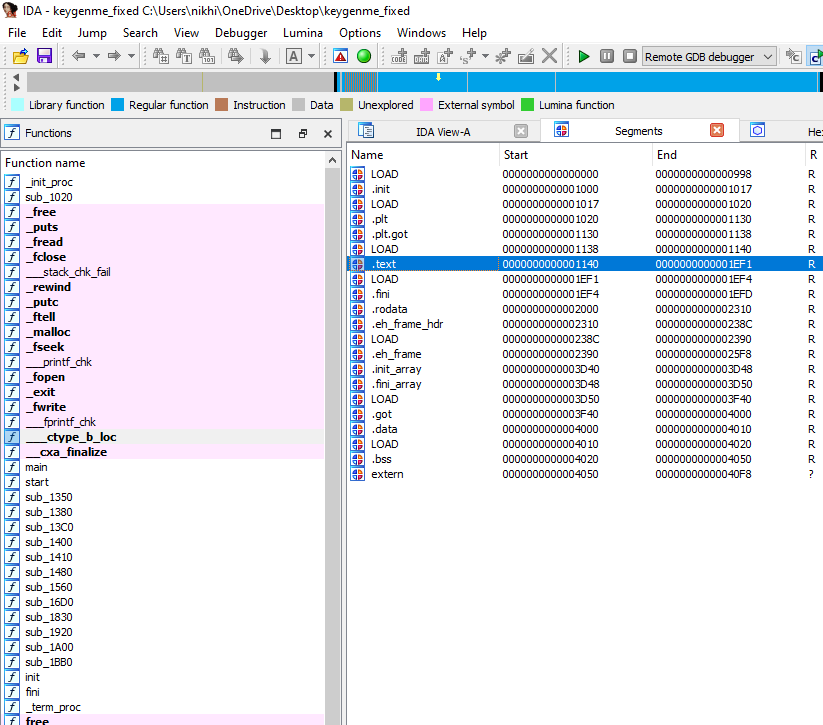 IDA - keygenme_fixed C:\Users\nikhi\OneDrive\Desktop\keygenme_fixed
File Edit Jump Search View Debugger Lumina Options Windows Help
Remote GDB debugger
Library function Regular function Instruction Data Unexplored External symbol Lumina function
Functions
Function name
_init_proc
sub_1020
_free
_puts
_fread
_fclose
___stack_chk_fail
_rewind
_putc
_ftell
_malloc
_fseek
___printf_chk
_fopen
_exit
_fwrite
___fprintf_chk
___ctype_b_loc
__cxa_finalize
main
start
sub_1350
sub_1380
sub_13C0
sub_1400
sub_1410
sub_1480
sub_1560
sub_16D0
sub_1830
sub_1920
sub_1A00
sub_1BB0
init
fini
_term_proc
free
IDA View-A Segments He
Name Start End R
LOAD 0000000000000000 0000000000000998 R
.init 0000000000001000 0000000000001017 R
LOAD 0000000000001017 0000000000001020 R
.plt 0000000000001020 0000000000001130 R
.plt.got 0000000000001130 0000000000001138 R
LOAD 0000000000001138 0000000000001140 R
.text 0000000000001140 0000000000001EF1 R
LOAD 0000000000001EF1 0000000000001EF4 R
.fini 0000000000001EF4 0000000000001EFD R
.rodata 0000000000002000 0000000000002310 R
.eh_frame_hdr 0000000000002310 000000000000238C R
LOAD 000000000000238C 0000000000002390 R
.eh_frame 0000000000002390 00000000000025F8 R
.init_array 0000000000003D40 0000000000003D48 R
.fini_array 0000000000003D48 0000000000003D50 R
LOAD 0000000000003D50 0000000000003F40 R
.got 0000000000003F40 0000000000004000 R
.data 0000000000004000 0000000000004010 R
LOAD 0000000000004010 0000000000004020 R
.bss 0000000000004020 0000000000004050 R
extern 0000000000004050 00000000000040F8 ?